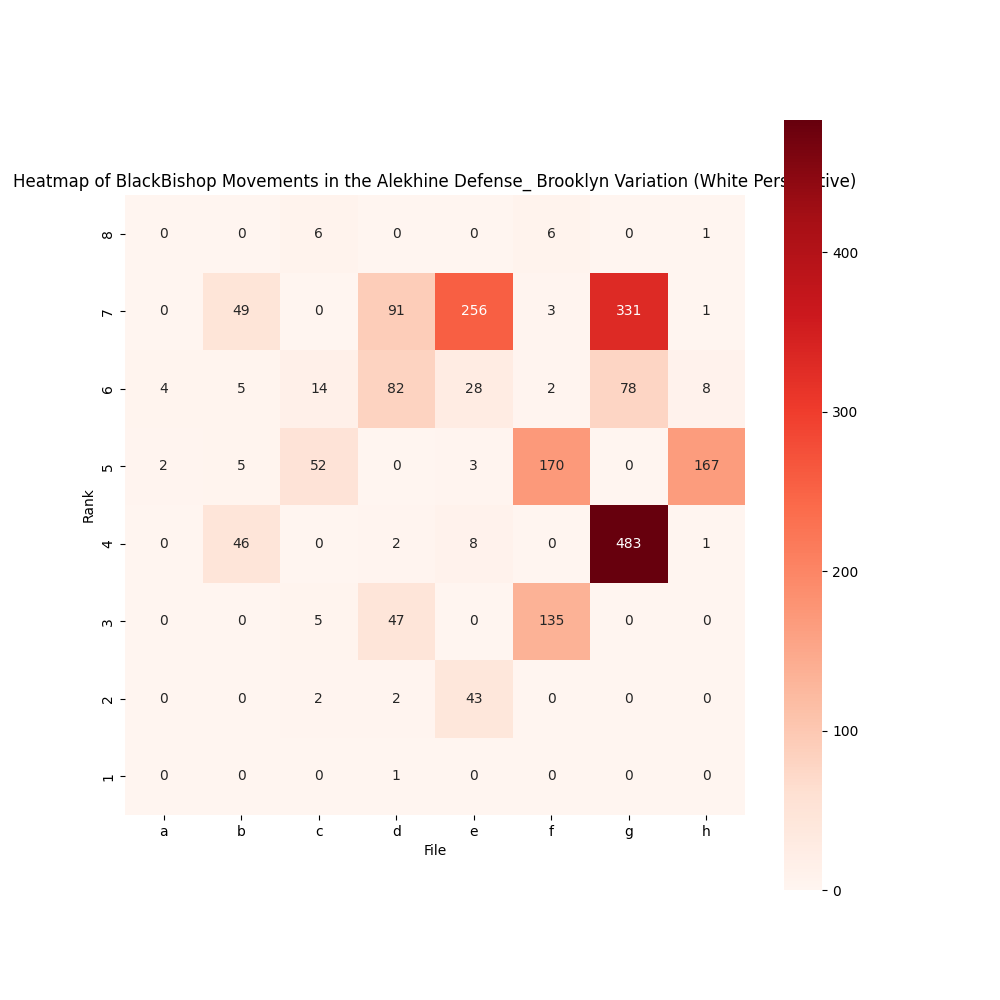 Heatmap of BlackBishop Movements in the Alekhine Defense_ Brooklyn Variation (White Perspective)
8 0 0 6 0 0 6 0 1
7 0 49 0 91 256 3 331 1
6 4 5 14 82 28 2 78 8
5 2 5 52 0 3 170 0 167
4 0 46 0 2 8 0 483 1
3 0 0 5 47 0 135 0 0
2 0 0 2 2 43 0 0 0
1 0 0 0 1 0 0 0 0
a b c d e f g h
File
Rank
400
300
200
100
0